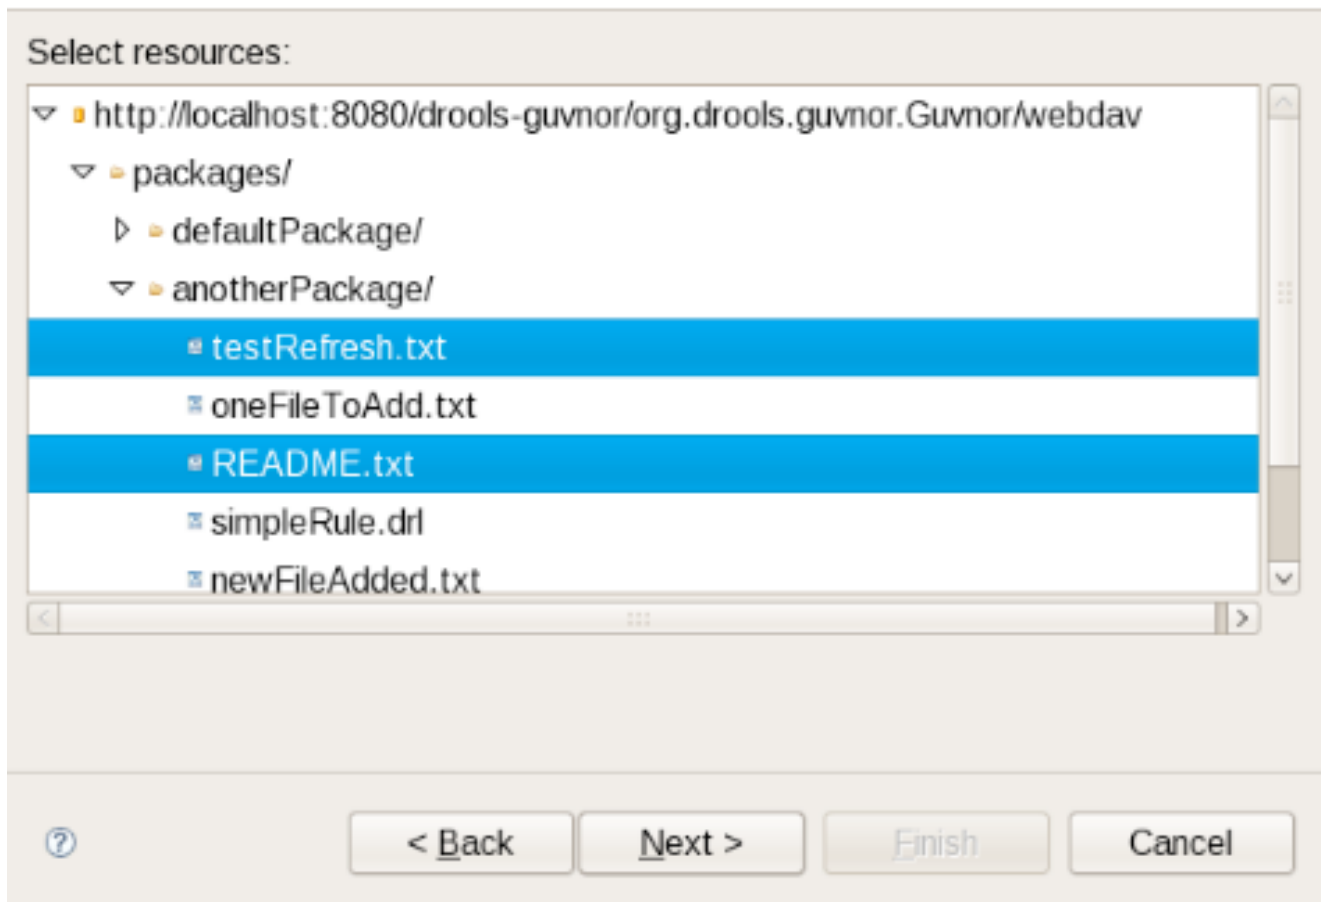 Select resources:
http://localhost:8080/drools-guvnor/org.drools.guvnor.Guvnor/webdav
packages/
defaultPackage/
anotherPackage/
testRefresh.txt
oneFileToAdd.txt
README.txt
simpleRule.drl
newFileAdded.txt
? < Back Next > Finish Cancel